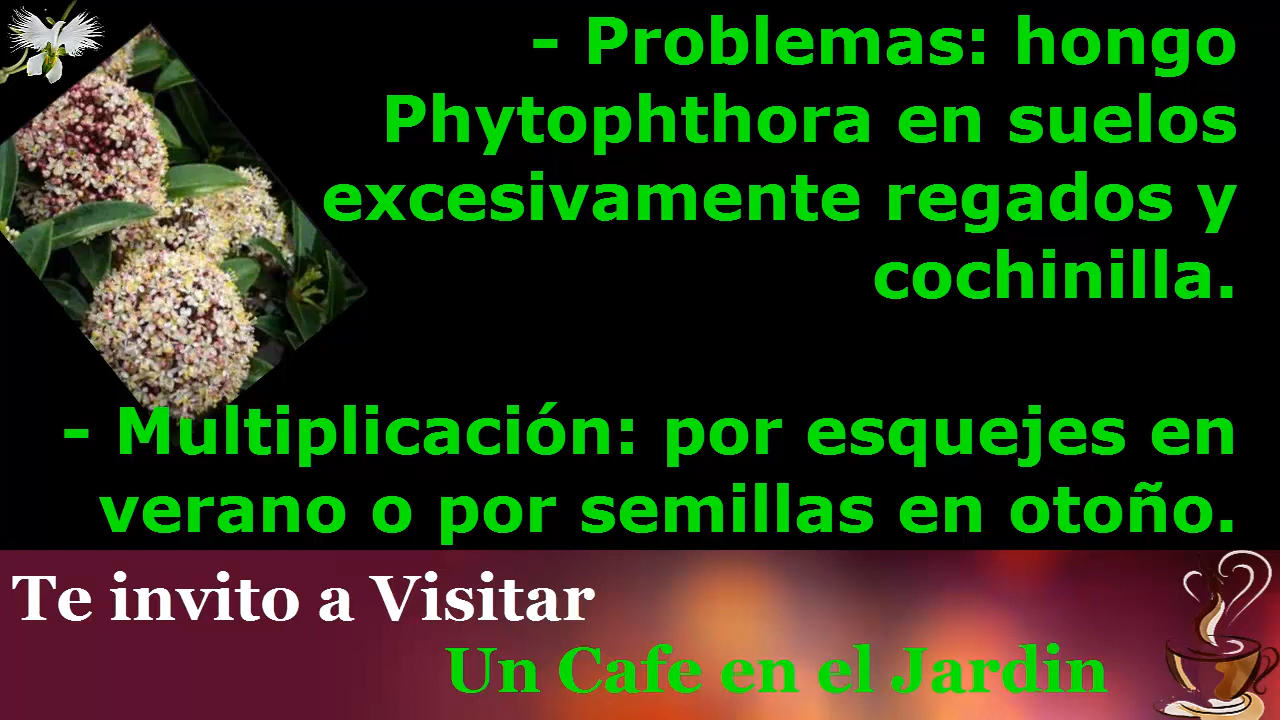 - Problemas: hongo
Phytophthora en suelos
excesivamente regados y
cochinilla.
- Multiplicación: por esquejes en
verano o por semillas en otoño.
Te invito a Visitar
Un Cafe en el Jardin